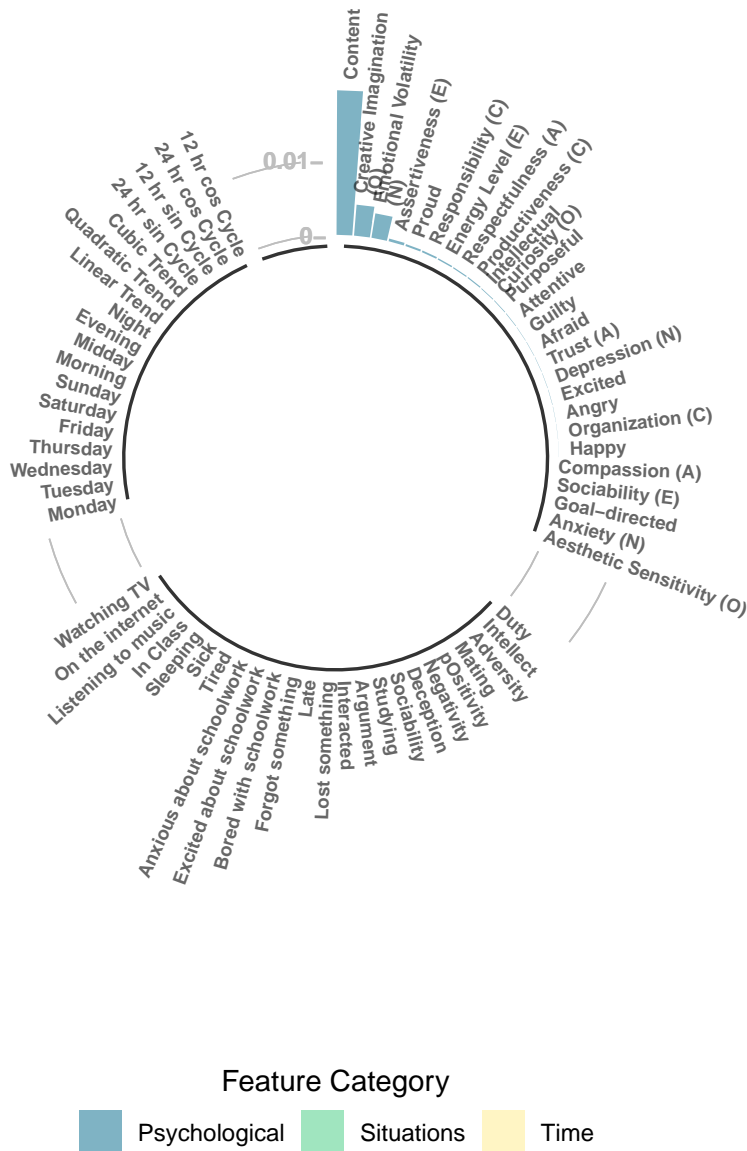 Content
Creative Imagination
(O)
Emotional Volatility
(N)
Assertiveness (E)
Proud
Responsibility (C)
Energy Level (E)
Respectfulness (A)
Productiveness (C)
Intellectual
Curiosity (O)
Purposeful
Attentive
Guilty
Afraid
Trust (A)
Depression (N)
Excited
Angry
Organization (C)
Happy
Compassion (A)
Sociability (E)
Goal–directed
Anxiety (N)
Aesthetic Sensitivity (O)
Duty
Intellect
Adversity
Mating
pOsitivity
Negativity
Deception
Sociability
Studying
Argument
Interacted
Lost something
Late
Forgot something
Bored with schoolwork
Excited about schoolwork
Anxious about schoolwork
Tired
Sick
Sleeping
In Class
Listening to music
On the internet
Watching TV
Monday
Tuesday
Wednesday
Thursday
Friday
Saturday
Sunday
Morning
Midday
Evening
Night
Linear Trend
Quadratic Trend
Cubic Trend
24 hr sin Cycle
12 hr sin Cycle
24 hr cos Cycle
12 hr cos Cycle
0.01
0
Feature Category
Psychological Situations Time